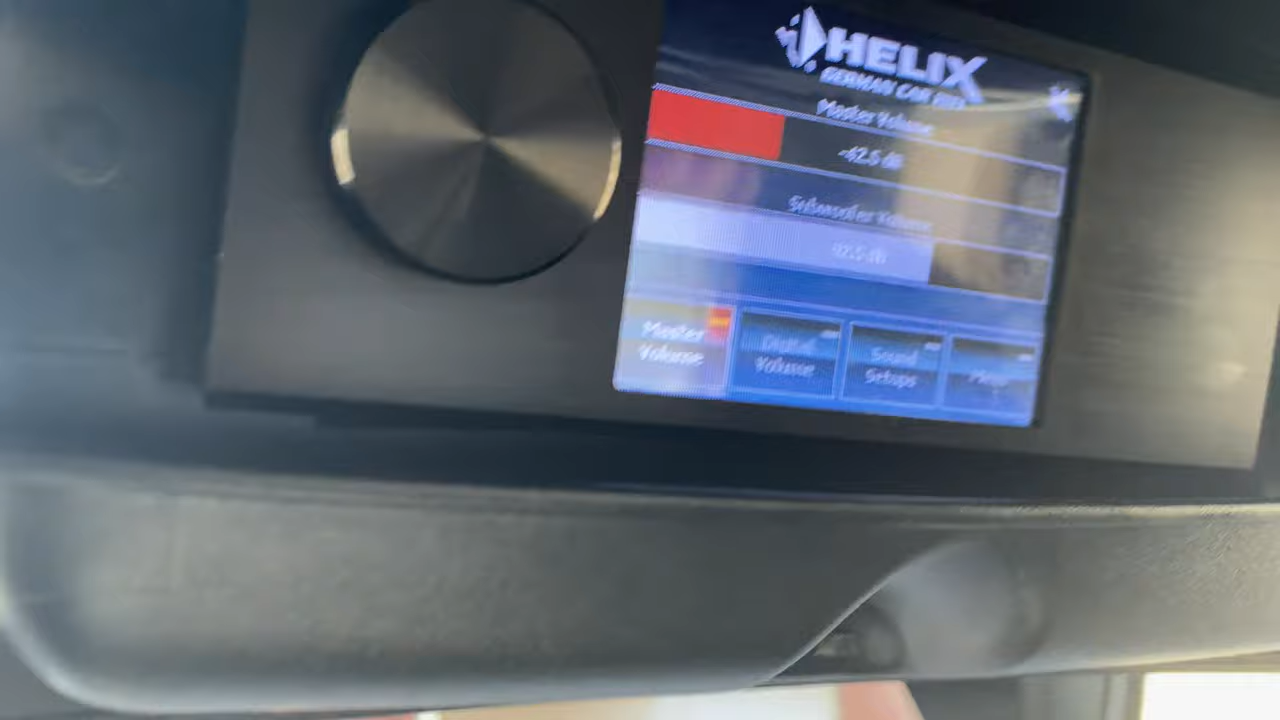 HELIX
GERMAN CAR HIFI
Master Volume
-42.5 dB
Subwoofer Volume
Master
Volume
Digital
Volume
Sound
Setups